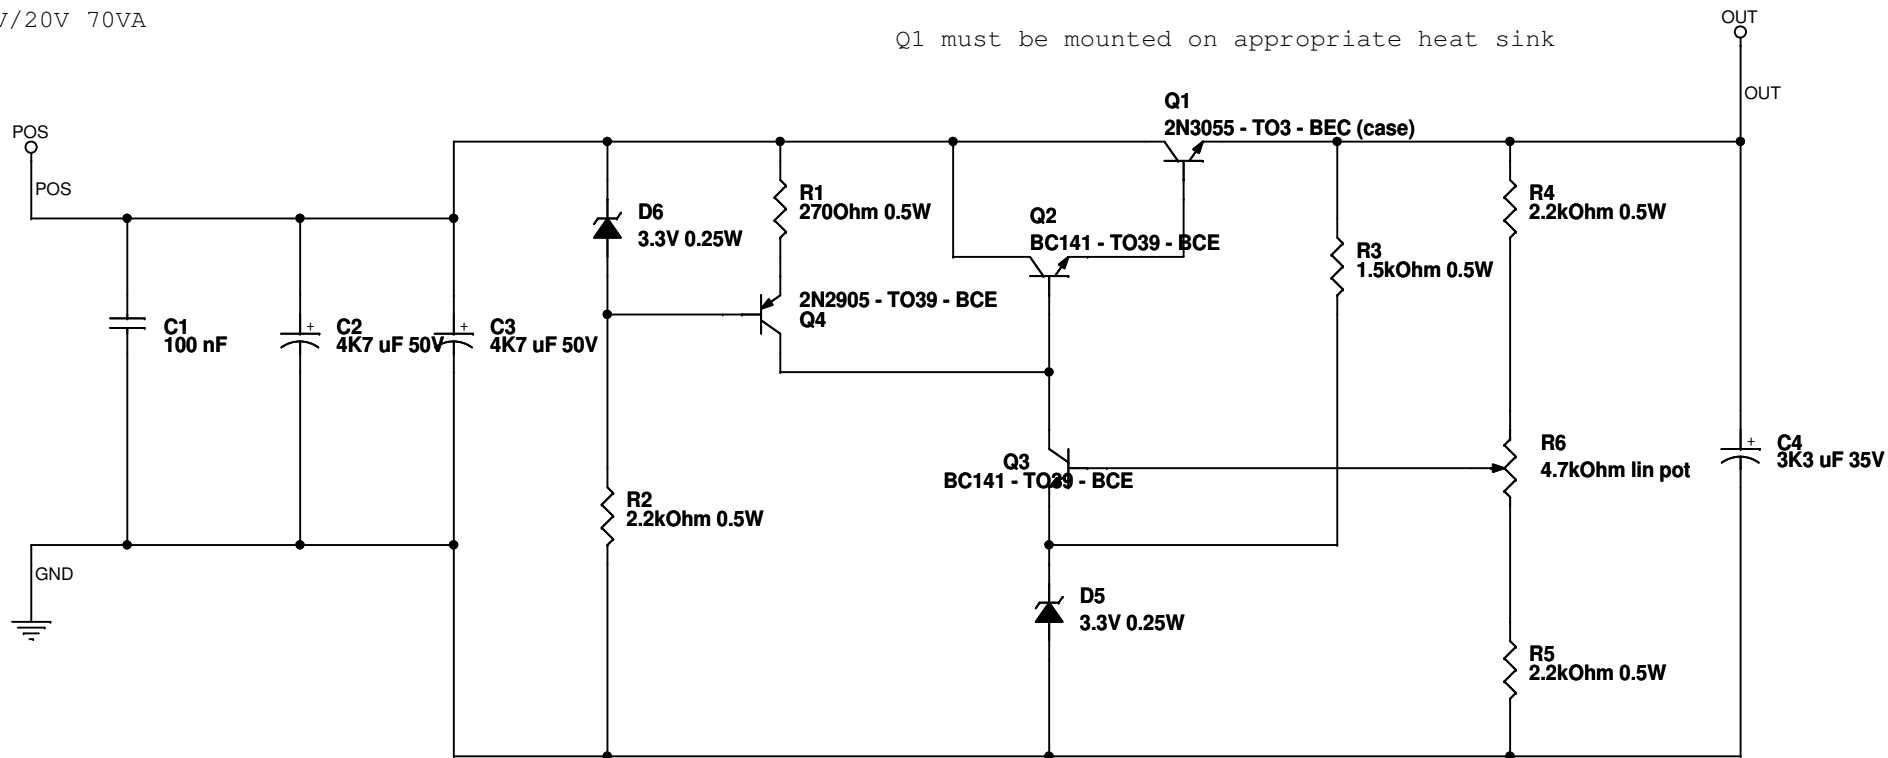 V/20V 70VA
Q1 must be mounted on appropriate heat sink
OUT
OUT
POS
POS
Q1
2N3055 - TO3 - BEC (case)
D6
3.3V 0.25W
R1
270Ohm 0.5W
Q2
BC141 - TO39 - BCE
R4
2.2kOhm 0.5W
R3
1.5kOhm 0.5W
2N2905 - TO39 - BCE
Q4
C1
100 nF
+
C2
4K7 uF 50V
+
C3
4K7 uF 50V
Q3
BC141 - TO39 - BCE
R6
4.7kOhm lin pot
+
C4
3K3 uF 35V
R2
2.2kOhm 0.5W
GND
D5
3.3V 0.25W
R5
2.2kOhm 0.5W